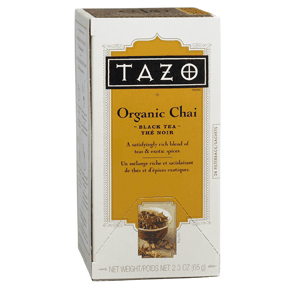 TAZO
Organic Chai
BLACK TEA
THÉ NOIR
A satisfyingly rich blend of
teas & exotic spices
Un mélange riche et satisfaisant
de thés et d'épices exotiques
NET WEIGHT/POIDS NET 2.3 OZ (65 g)